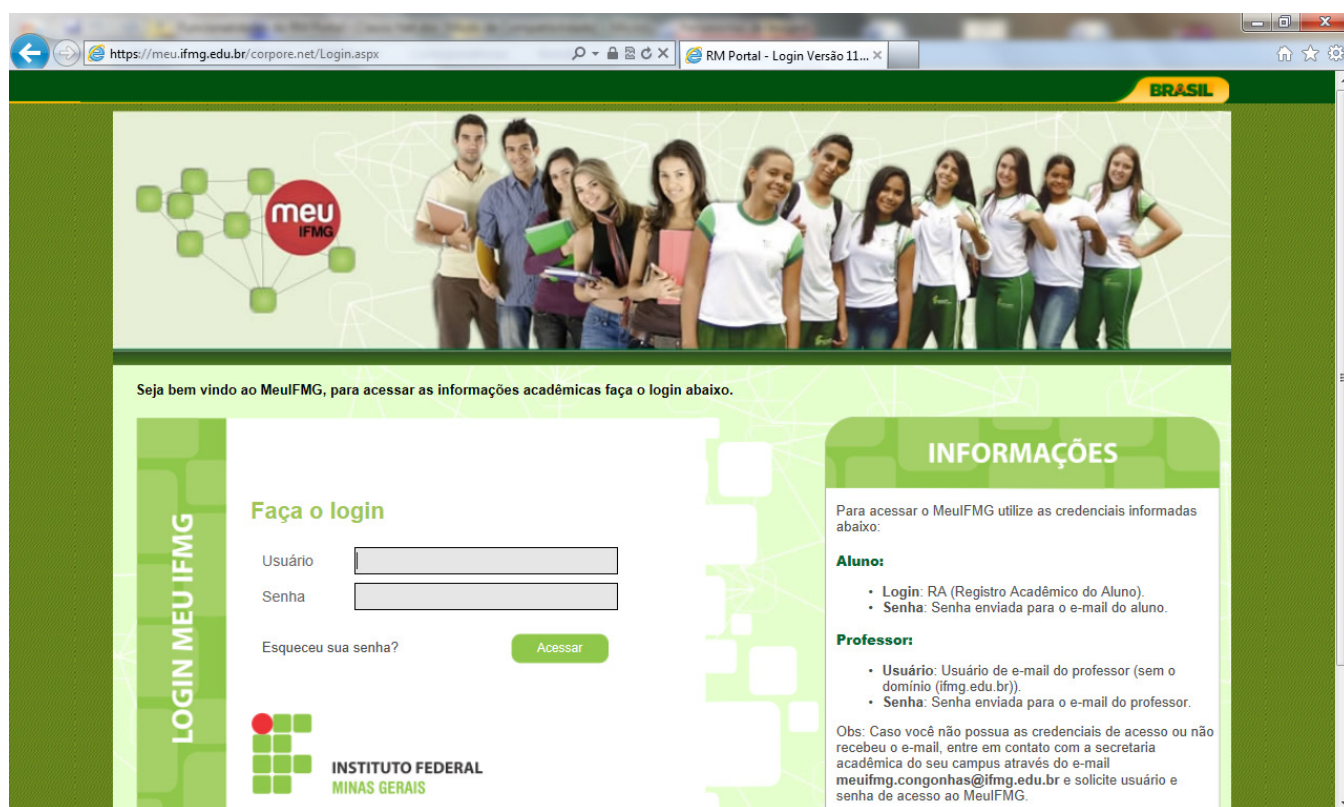 https://meu.ifmg.edu.br/corpore.net/Login.aspx
RM Portal - Login Versão 11...
BRASIL
meu
IFMG
Seja bem vindo ao MeuIFMG, para acessar as informações acadêmicas faça o login abaixo.
LOGIN MEU IFMG
Faça o login
Usuário
Senha
Esqueceu sua senha?
Acessar
INSTITUTO FEDERAL
MINAS GERAIS
INFORMAÇÕES
Para acessar o MeuIFMG utilize as credenciais informadas
abaixo:
Aluno:
• Login: RA (Registro Acadêmico do Aluno).
• Senha: Senha enviada para o e-mail do aluno.
Professor:
• Usuário: Usuário de e-mail do professor (sem o
domínio (ifmg.edu.br)).
• Senha: Senha enviada para o e-mail do professor.
Obs: Caso você não possua as credenciais de acesso ou não
recebeu o e-mail, entre em contato com a secretaria
acadêmica do seu campus através do e-mail
meuifmg.congonhas@ifmg.edu.br e solicite usuário e
senha de acesso ao MeuIFMG.